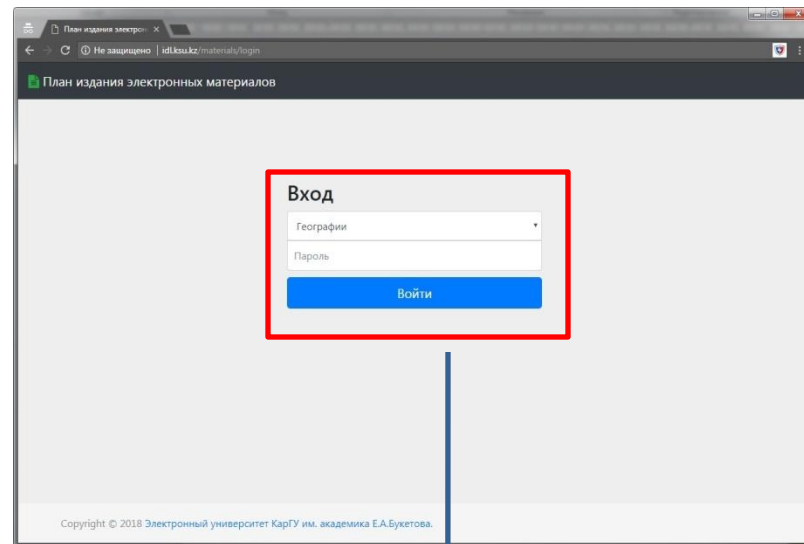 План издания электрон
Не защищено | idl.ksu.kz/materials/login
План издания электронных материалов
Вход
Географии
Пароль
Войти
Copyright © 2018 Электронный университет КарГУ им. академика Е.А.Букетова.